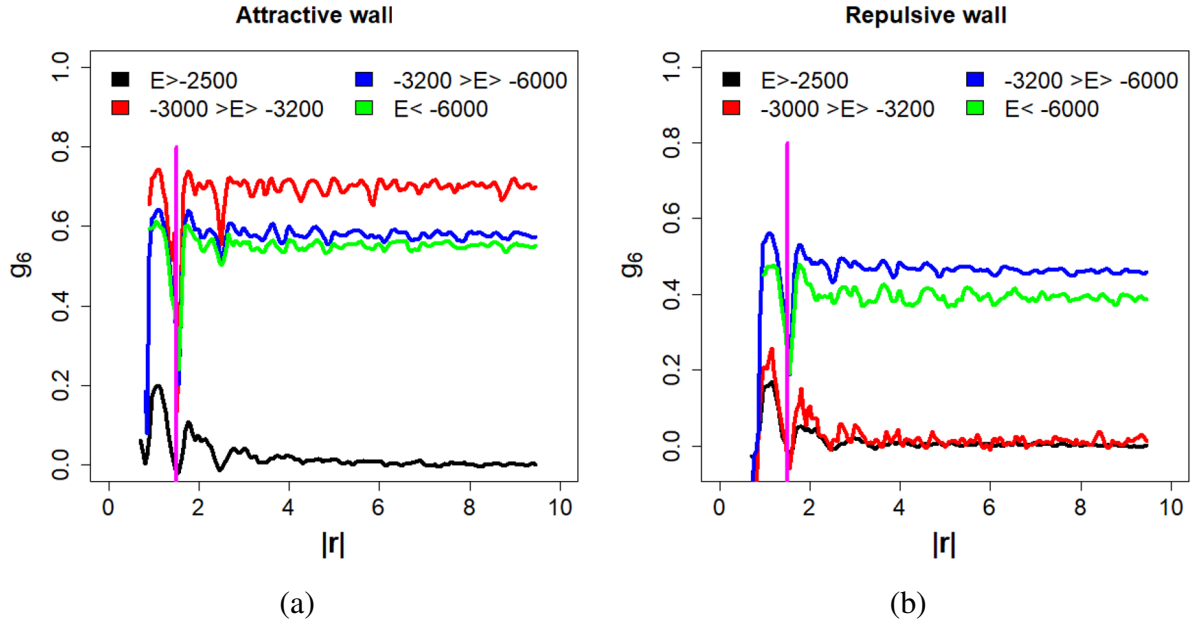 Attractive wall
E>-2500
-3200 >E> -6000
-3000 >E> -3200
E< -6000
1.0
0.8
0.6
0.4
0.2
0.0
g6
0 2 4 6 8 10
|r|
(a)
Repulsive wall
E>-2500
-3200 >E> -6000
-3000 >E> -3200
E< -6000
1.0
0.8
0.6
0.4
0.2
0.0
g6
0 2 4 6 8 10
|r|
(b)